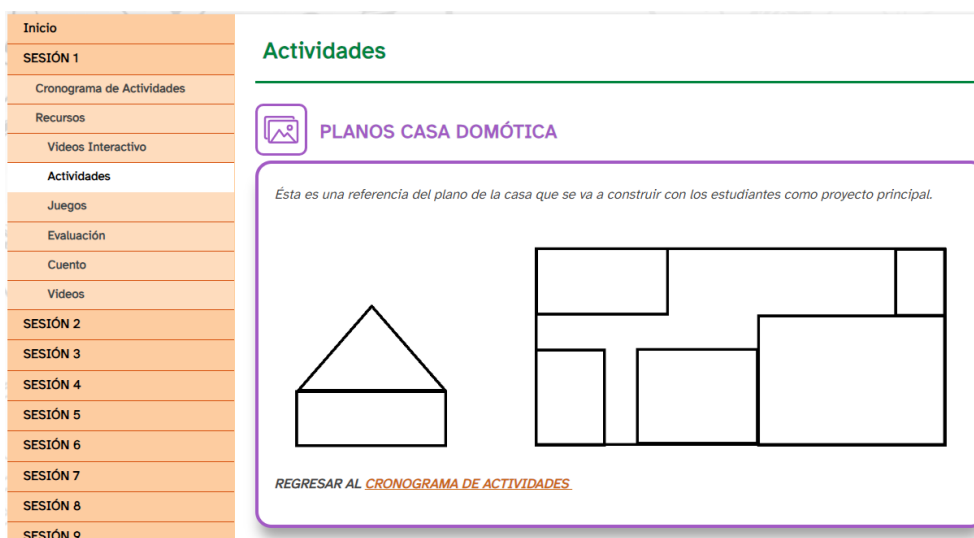 Inicio
SESIÓN 1
Cronograma de Actividades
Recursos
Videos Interactivo
Actividades
Juegos
Evaluación
Cuento
Videos
SESIÓN 2
SESIÓN 3
SESIÓN 4
SESIÓN 5
SESIÓN 6
SESIÓN 7
SESIÓN 8
SESIÓN 9
Actividades
PLANOS CASA DOMÓTICA
Ésta es una referencia del plano de la casa que se va a construir con los estudiantes como proyecto principal.
REGRESAR AL CRONOGRAMA DE ACTIVIDADES